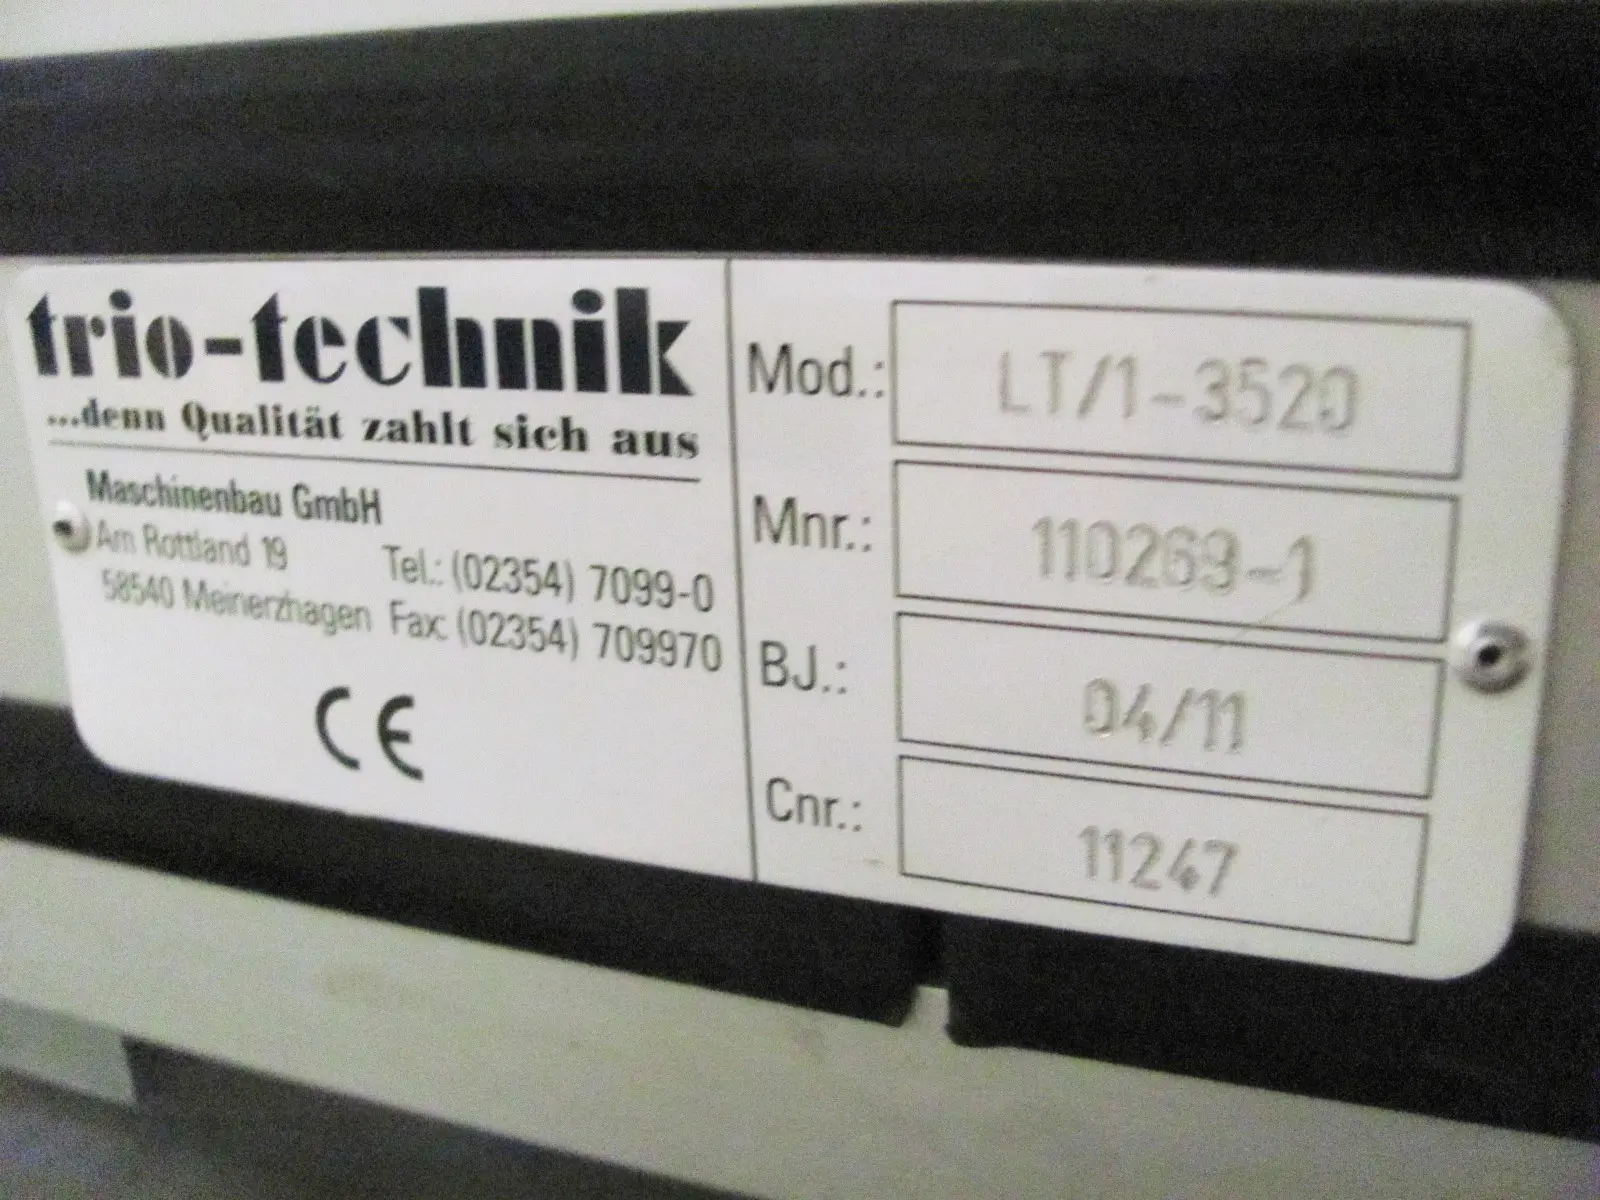 trio-technik
...denn Qualität zahlt sich aus
Maschinenbau GmbH
Am Rottland 19
58540 Meinerzhagen
Tel.: (02354) 7099-0
Fax: (02354) 709970
CE
Mod.: LT/1-3520
Mnr.: 110269-1
BJ.: 04/11
Cnr.: 11247